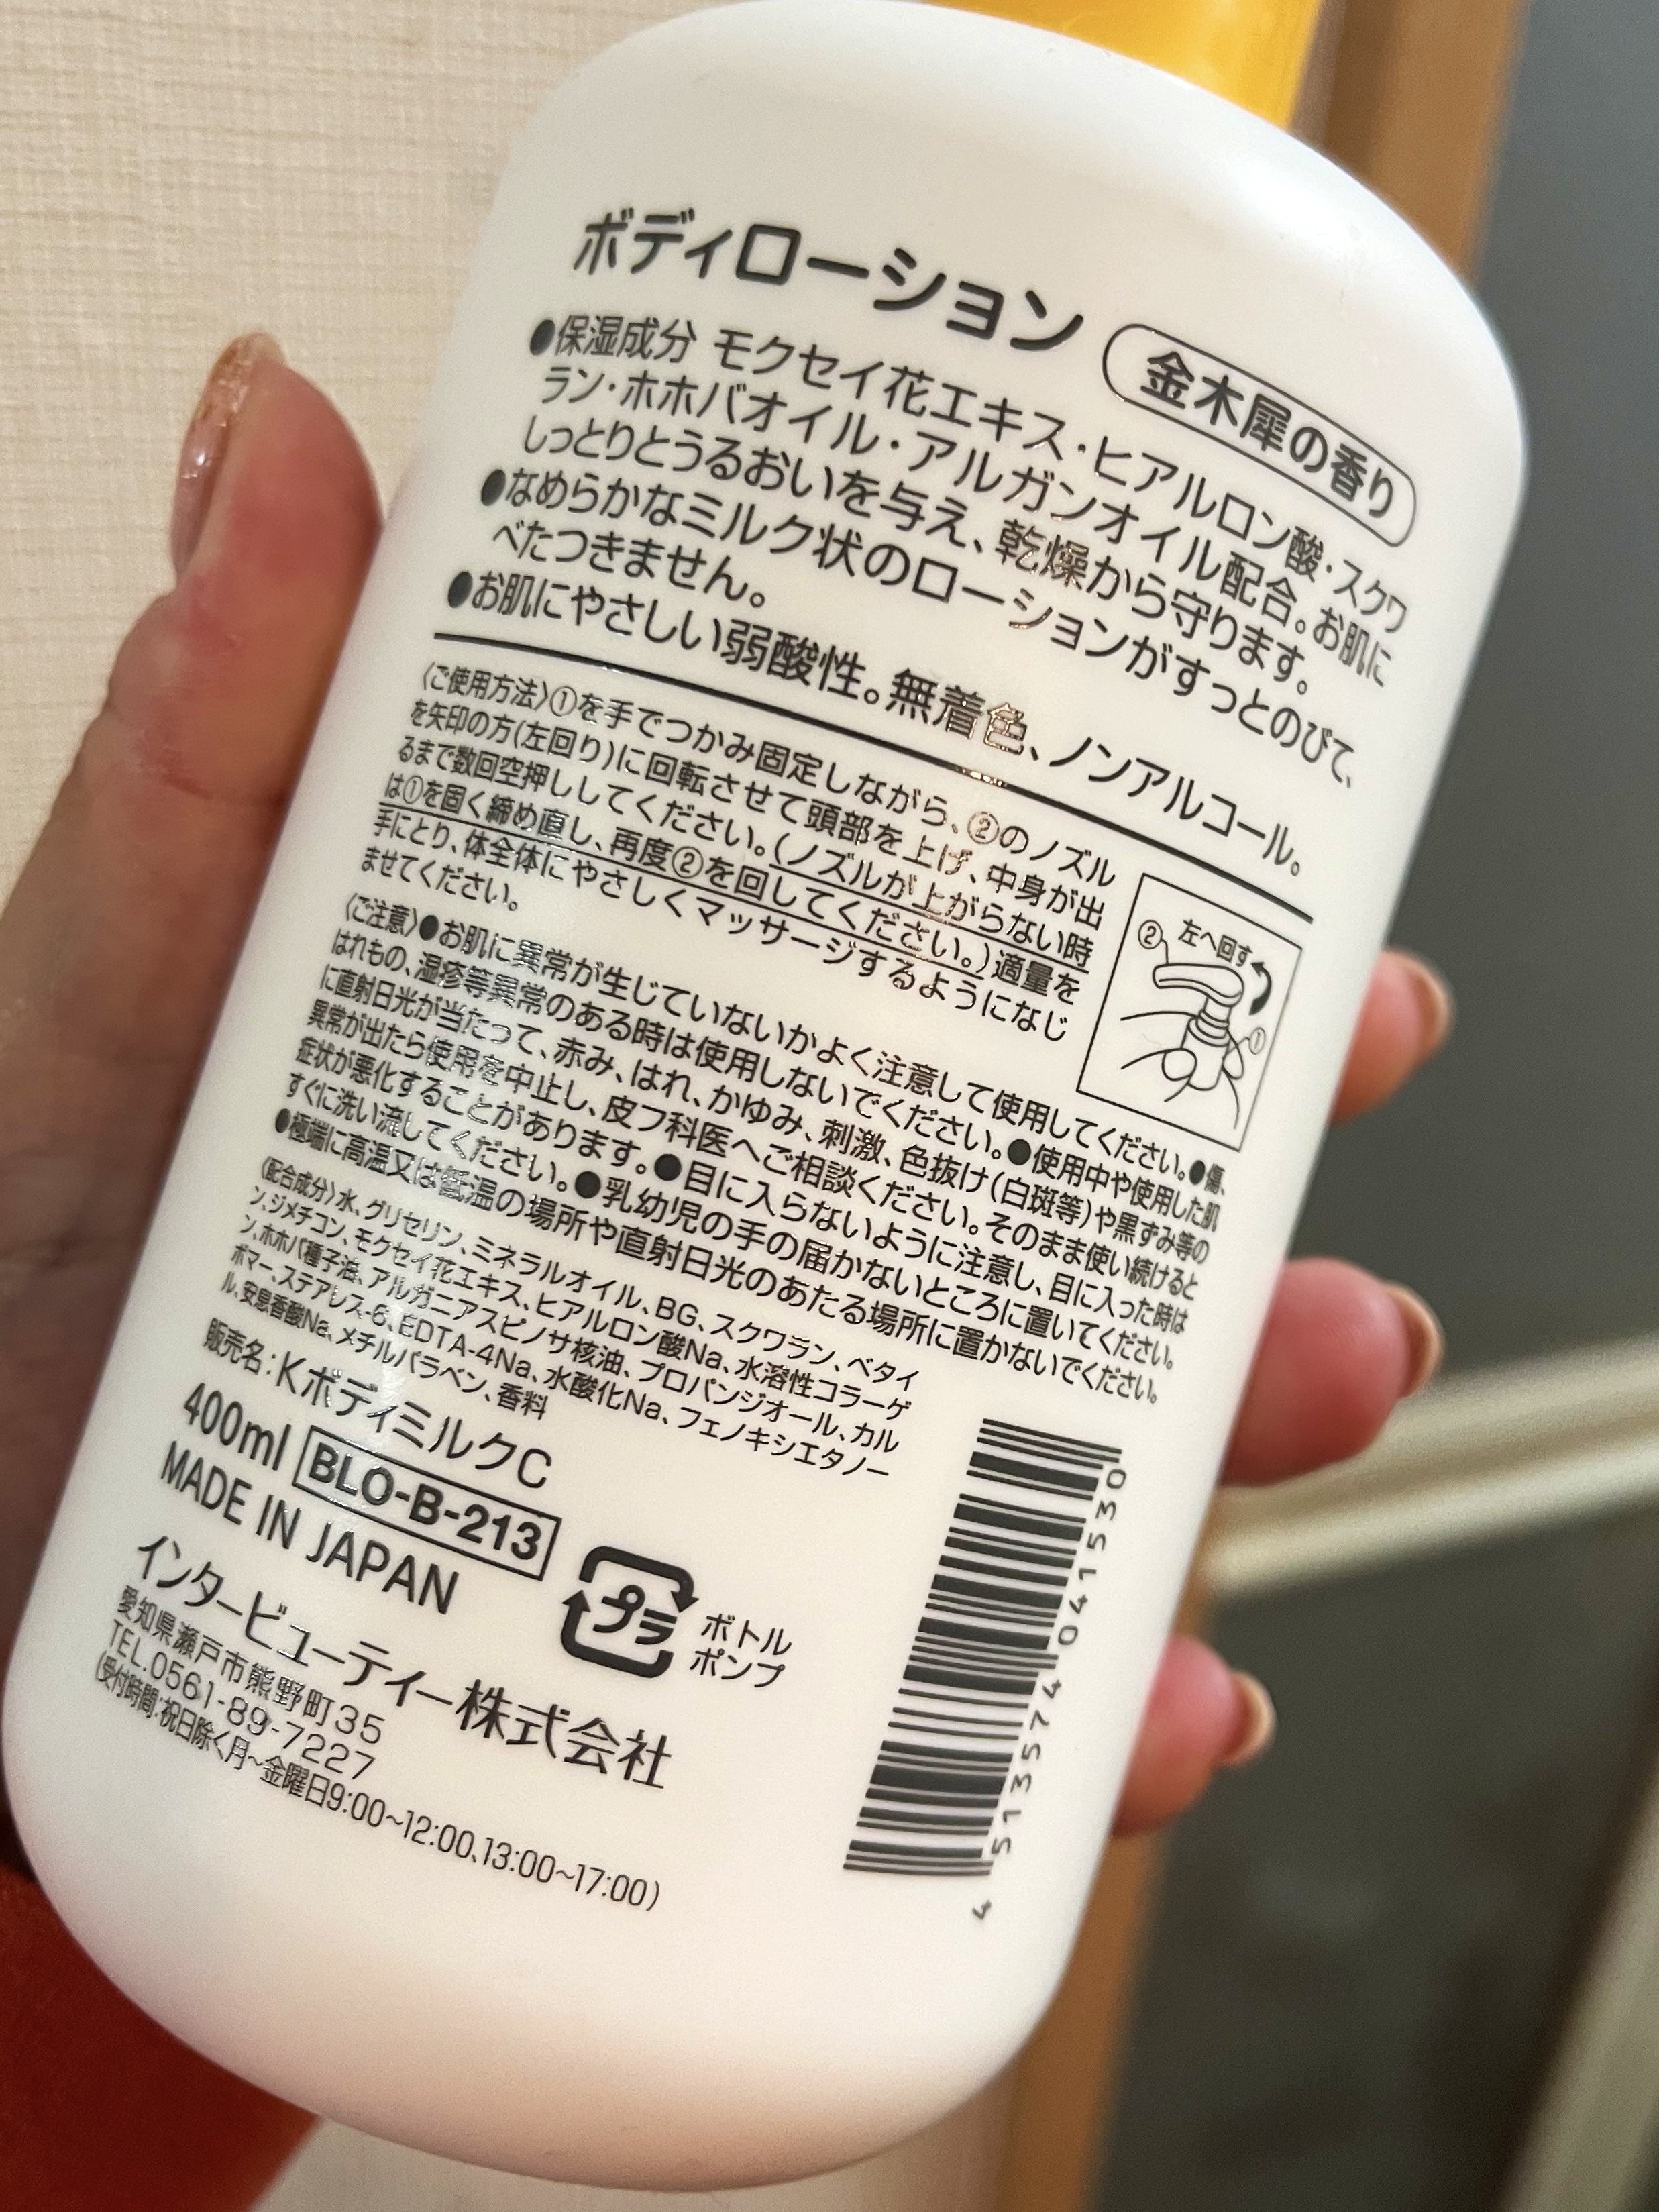 ボディローション 金木犀の香り
●保湿成分 モクセイ花エキス・ヒアルロン酸・スクワ
ラン・ホホバオイル・アルガンオイル配合。お肌に
しっとりとうるおいを与え、乾燥から守ります。
●なめらかなミルク状のローションがすっとのびて、
べたつきません。
●お肌にやさしい弱酸性。無着色、ノンアルコール。
〈ご使用方法〉①を手でつかみ固定しながら、②のノズル
を矢印の方(左回り)に回転させて頭部を上げ、中身が出
るまで数回空押ししてください。(ノズルが上がらない時
は①を固く締め直し、再度②を回してください。)適量を
手にとり、体全体にやさしくマッサージするようになじ
ませてください。
②
左へ回す
①
〈ご注意〉●お肌に異常が生じていないかよく注意して使用してください。●傷、
はれもの、湿疹等異常のある時は使用しないでください。●使用中や使用した肌
に直射日光が当たって、赤み、はれ、かゆみ、刺激、色抜け(白斑等)や黒ずみ等の
異常が出たら使用を中止し、皮フ科医へご相談ください。そのまま使い続けると
症状が悪化することがあります。●目に入らないように注意し、目に入った時は
すぐに洗い流してください。●乳幼児の手の届かないところに置いてください。
●極端に高温又は低温の場所や直射日光のあたる場所に置かないでください。
〈配合成分〉水、グリセリン、ミネラルオイル、BG、スクワラン、ベタイ
ン、ジメチコン、モクセイ花エキス、ヒアルロン酸Na、水溶性コラーゲ
ン、ホホバ種子油、アルガニアスピノサ核油、プロパンジオール、カル
ボマー、ステアレス-6、EDTA-4Na、水酸化Na、フェノキシエタノー
ル、安息香酸Na、メチルパラベン、香料
販売名:KボディミルクC
400ml BLO-B-213
MADE IN JAPAN
プラ
ボトル
ポンプ
インタービューティー株式会社
愛知県瀬戸市熊野町35
TEL.0561-89-7227
(受付時間:祝日除く月~金曜日9:00~12:00、13:00~17:00)
4 513574 041530